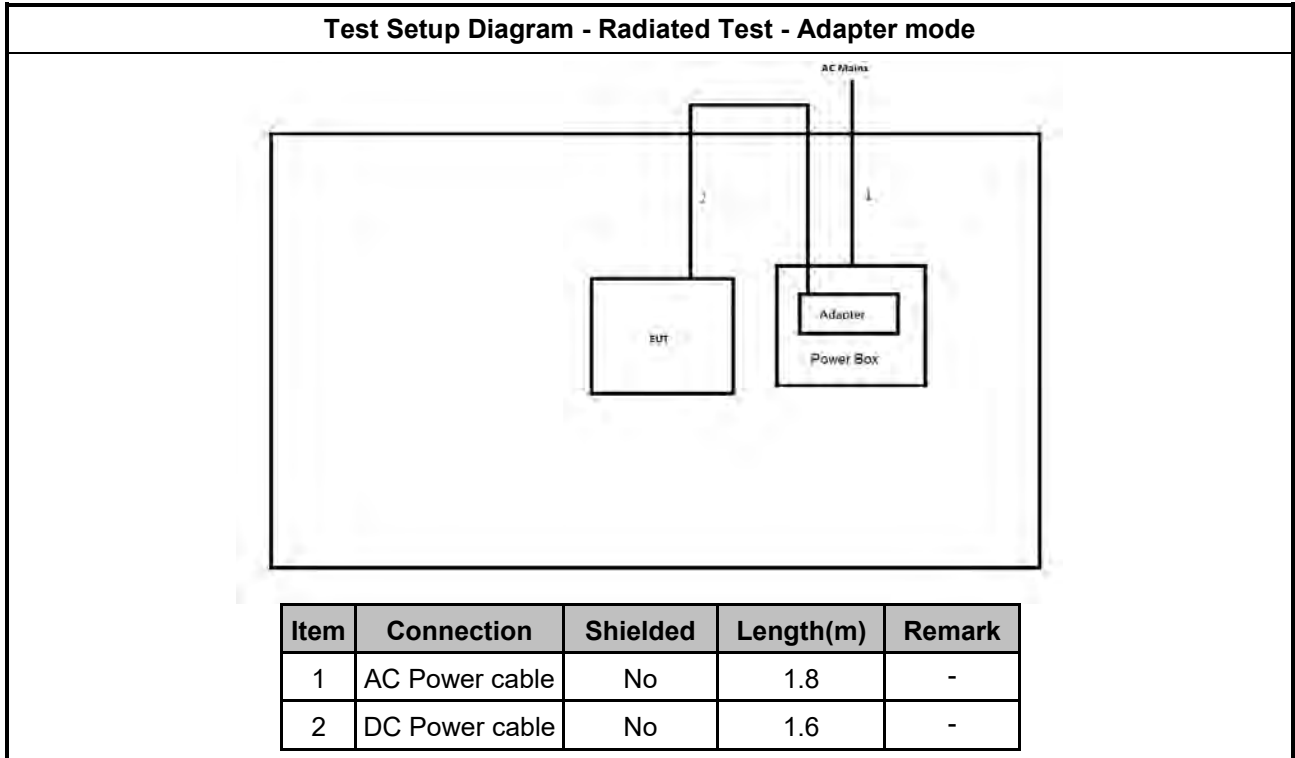 Test Setup Diagram - Radiated Test - Adapter mode
AC Mains
2
1
EUT
Adapter
Power Box
Item Connection Shielded Length(m) Remark
1 AC Power cable No 1.8 -
2 DC Power cable No 1.6 -